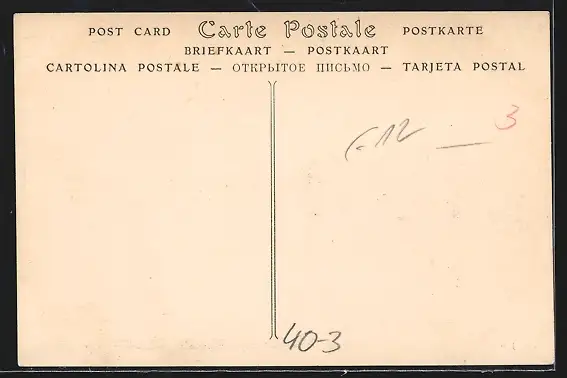 POST CARD Carte Postale POSTKARTE
BRIEFKAART — POSTKAART
CARTOLINA POSTALE — ОТКРЫТОЕ ПИСЬМО — TARJETA POSTAL
3
40-3